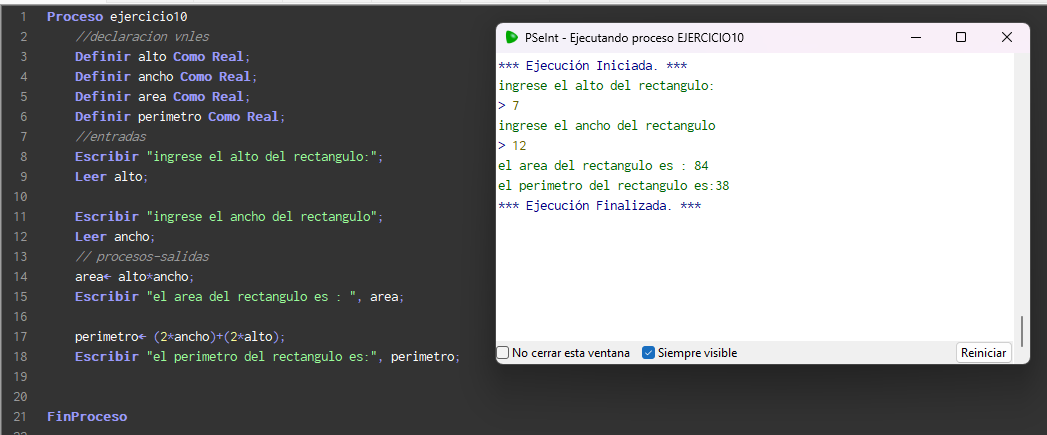 1 Proceso ejercicio10
2 //declaracion vnles
3 Definir alto Como Real;
4 Definir ancho Como Real;
5 Definir area Como Real;
6 Definir perimetro Como Real;
7 //entradas
8 Escribir "ingrese el alto del rectangulo:";
9 Leer alto;
10
11 Escribir "ingrese el ancho del rectangulo";
12 Leer ancho;
13 // procesos-salidas
14 area← alto*ancho;
15 Escribir "el area del rectangulo es : ", area;
16
17 perimetro← (2*ancho)+(2*alto);
18 Escribir "el perimetro del rectangulo es:", perimetro;
19
20
21 FinProceso
PSeInt - Ejecutando proceso EJERCICIO10
*** Ejecución Iniciada. ***
ingrese el alto del rectangulo:
> 7
ingrese el ancho del rectangulo
> 12
el area del rectangulo es : 84
el perimetro del rectangulo es:38
*** Ejecución Finalizada. ***
No cerrar esta ventana Siempre visible Reiniciar